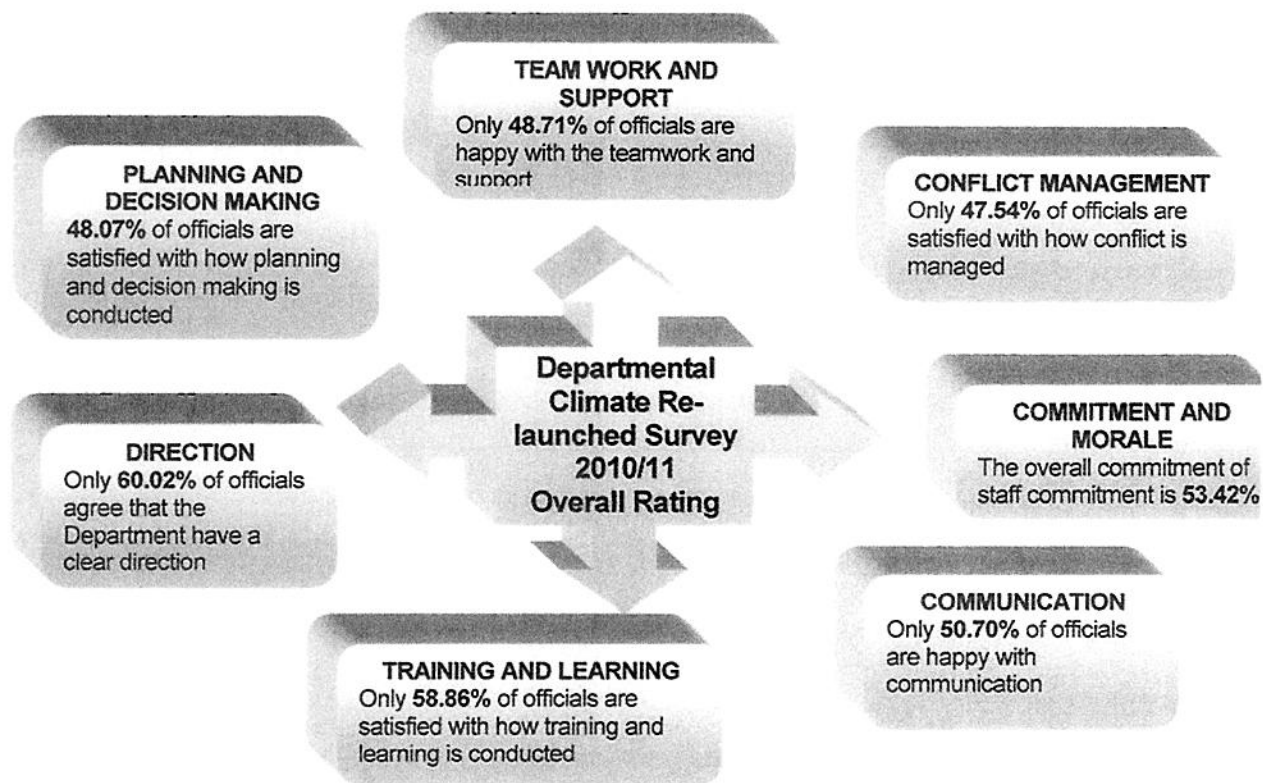 TEAM WORK AND
SUPPORT
Only 48.71% of officials are
happy with the teamwork and
support
PLANNING AND
DECISION MAKING
48.07% of officials are
satisfied with how planning
and decision making is
conducted
CONFLICT MANAGEMENT
Only 47.54% of officials are
satisfied with how conflict is
managed
Departmental
Climate Re-
launched Survey
2010/11
Overall Rating
DIRECTION
Only 60.02% of officials
agree that the
Department have a
clear direction
COMMITMENT AND
MORALE
The overall commitment of
staff commitment is 53.42%
TRAINING AND LEARNING
Only 58.86% of officials are
satisfied with how training and
learning is conducted
COMMUNICATION
Only 50.70% of officials
are happy with
communication